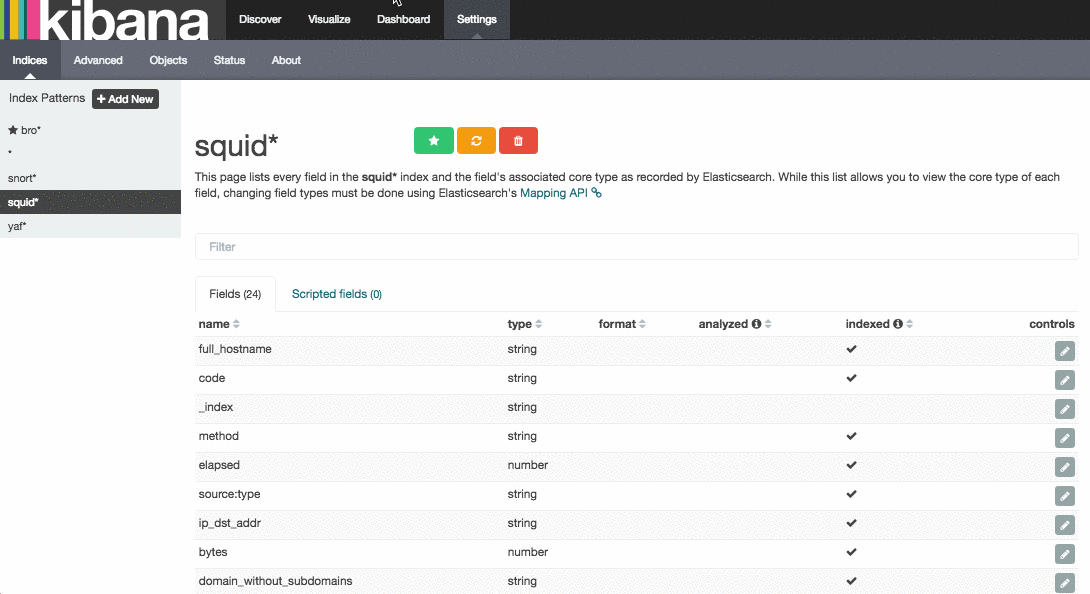 kibana Discover Visualize Dashboard Settings
Indices Advanced Objects Status About
Index Patterns + Add New
bro*
*
snort*
squid*
yaf*
squid*
This page lists every field in the squid* index and the field's associated core type as recorded by Elasticsearch. While this list allows you to view the core type of each
field, changing field types must be done using Elasticsearch's Mapping API
Filter
Fields (24) Scripted fields (0)
name type format analyzed indexed controls
full_hostname string
code string
_index string
method string
elapsed number
source:type string
ip_dst_addr string
bytes number
domain_without_subdomains string